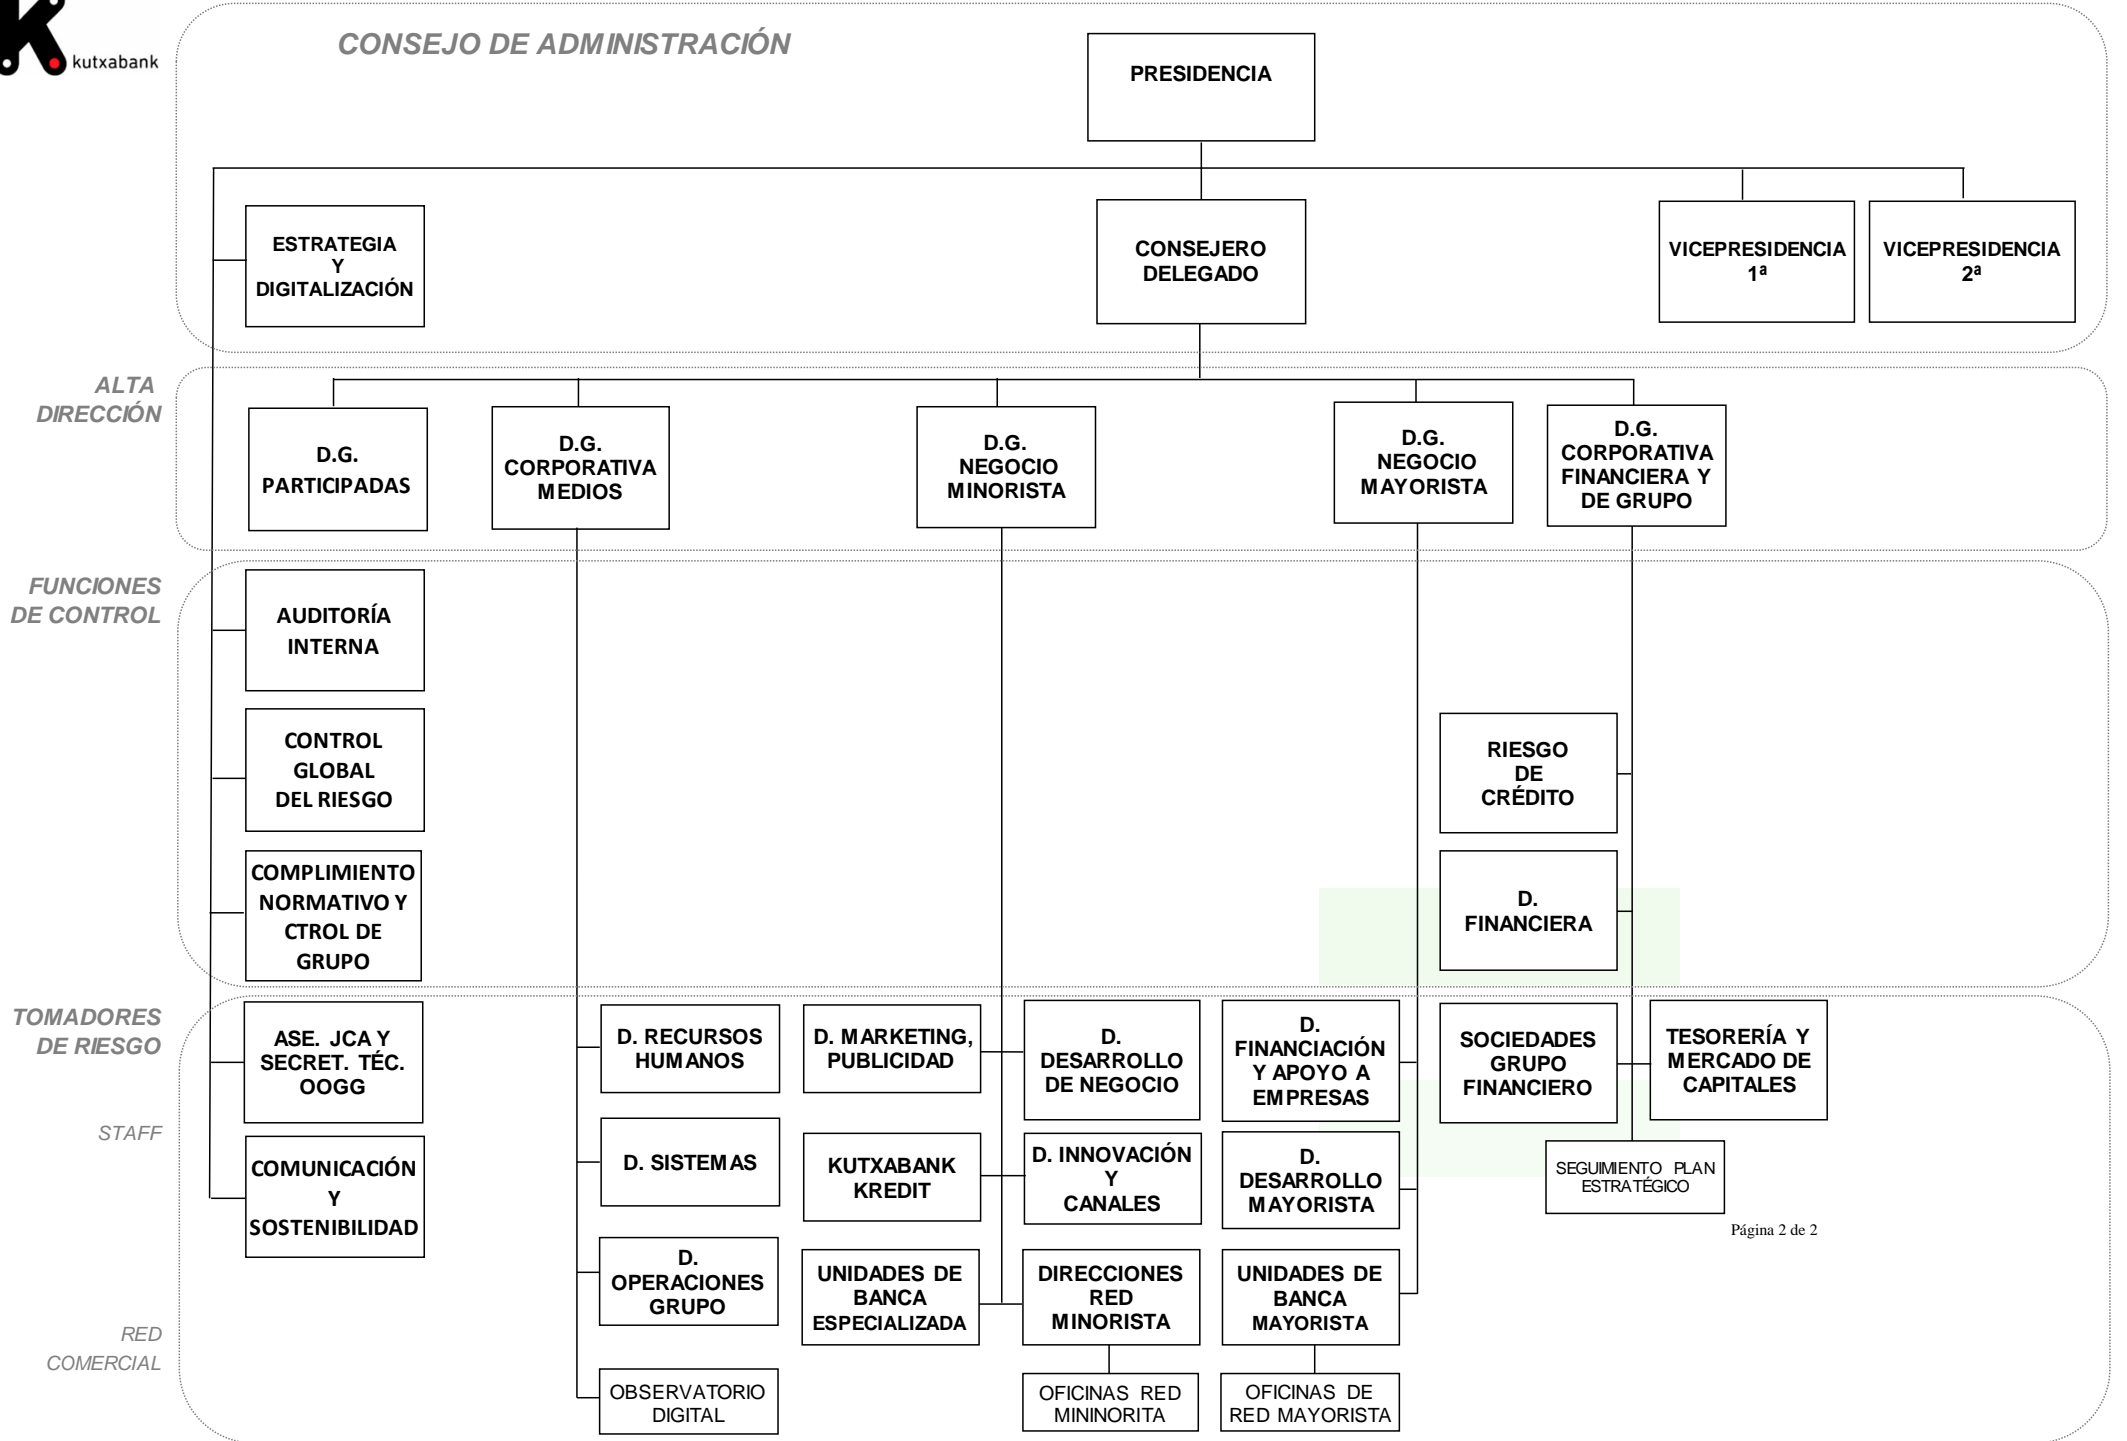 kutxabank
CONSEJO DE ADMINISTRACIÓN
PRESIDENCIA
ESTRATEGIA
Y
DIGITALIZACIÓN
CONSEJERO
DELEGADO
VICEPRESIDENCIA
1ª
VICEPRESIDENCIA
2ª
ALTA
DIRECCIÓN
D.G.
PARTICIPADAS
D.G.
CORPORATIVA
MEDIOS
D.G.
NEGOCIO
MINORISTA
D.G.
NEGOCIO
MAYORISTA
D.G.
CORPORATIVA
FINANCIERA Y
DE GRUPO
FUNCIONES
DE CONTROL
AUDITORÍA
INTERNA
CONTROL
GLOBAL
DEL RIESGO
RIESGO
DE
CRÉDITO
COMPLIMIENTO
NORMATIVO Y
CTROL DE
GRUPO
D.
FINANCIERA
TOMADORES
DE RIESGO
ASE. JCA Y
SECRET. TÉC.
OOGG
D. RECURSOS
HUMANOS
D. MARKETING,
PUBLICIDAD
D.
DESARROLLO
DE NEGOCIO
D.
FINANCIACIÓN
Y APOYO A
EMPRESAS
SOCIEDADES
GRUPO
FINANCIERO
TESORERÍA Y
MERCADO DE
CAPITALES
STAFF
COMUNICACIÓN
Y
SOSTENIBILIDAD
D. SISTEMAS
KUTXABANK
KREDIT
D. INNOVACIÓN
Y
CANALES
D.
DESARROLLO
MAYORISTA
SEGUIMIENTO PLAN
ESTRATÉGICO
Página 2 de 2
D.
OPERACIONES
GRUPO
UNIDADES DE
BANCA
ESPECIALIZADA
DIRECCIONES
RED
MINORISTA
UNIDADES DE
BANCA
MAYORISTA
RED
COMERCIAL
OBSERVATORIO
DIGITAL
OFICINAS RED
MININORITA
OFICINAS DE
RED MAYORISTA